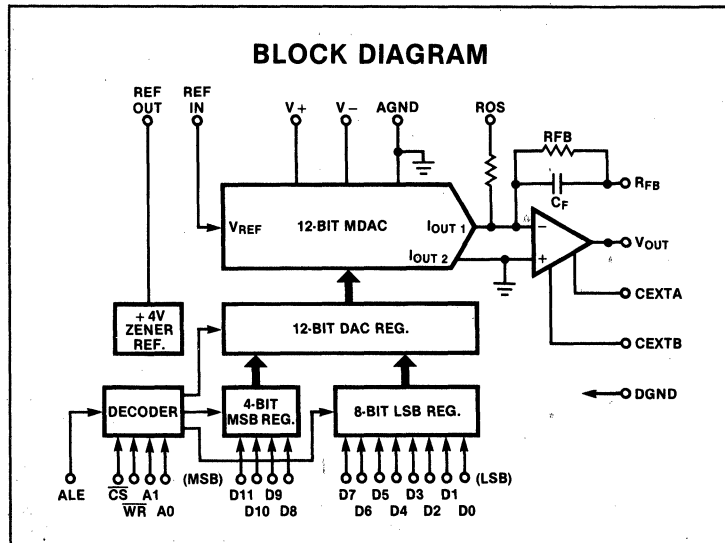 BLOCK DIAGRAM
REF OUT
REF IN
V+
V-
AGND
ROS
RFB
CF
RFB
VREF
12-BIT MDAC
IOUT 1
IOUT 2
-
+
VOUT
CEXTA
CEXTB
DGND
+ 4V
ZENER
REF.
12-BIT DAC REG.
DECODER
4-BIT
MSB REG.
8-BIT LSB REG.
ALE
CS
WR
A1
A0
(MSB)
D11
D10
D9
D8
D7
D6
D5
D4
D3
D2
D1
D0
(LSB)